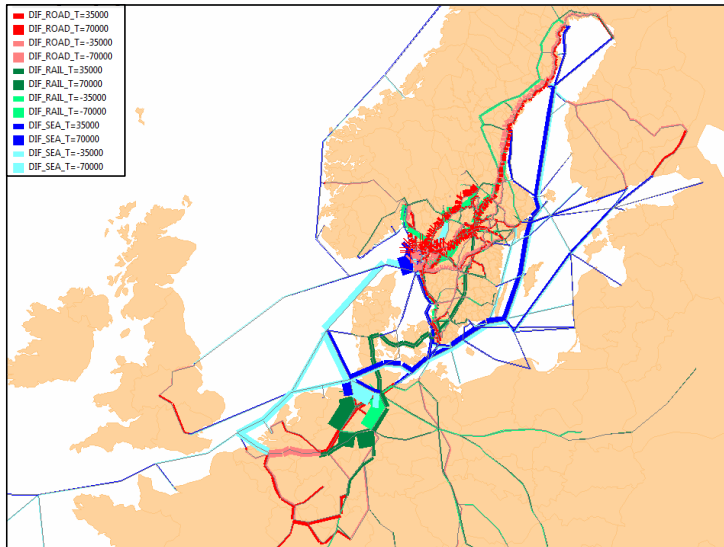 DIF_ROAD_T=35000
DIF_ROAD_T=70000
DIF_ROAD_T=-35000
DIF_ROAD_T=-70000
DIF_RAIL_T=35000
DIF_RAIL_T=70000
DIF_RAIL_T=-35000
DIF_RAIL_T=-70000
DIF_SEA_T=35000
DIF_SEA_T=70000
DIF_SEA_T=-35000
DIF_SEA_T=-70000